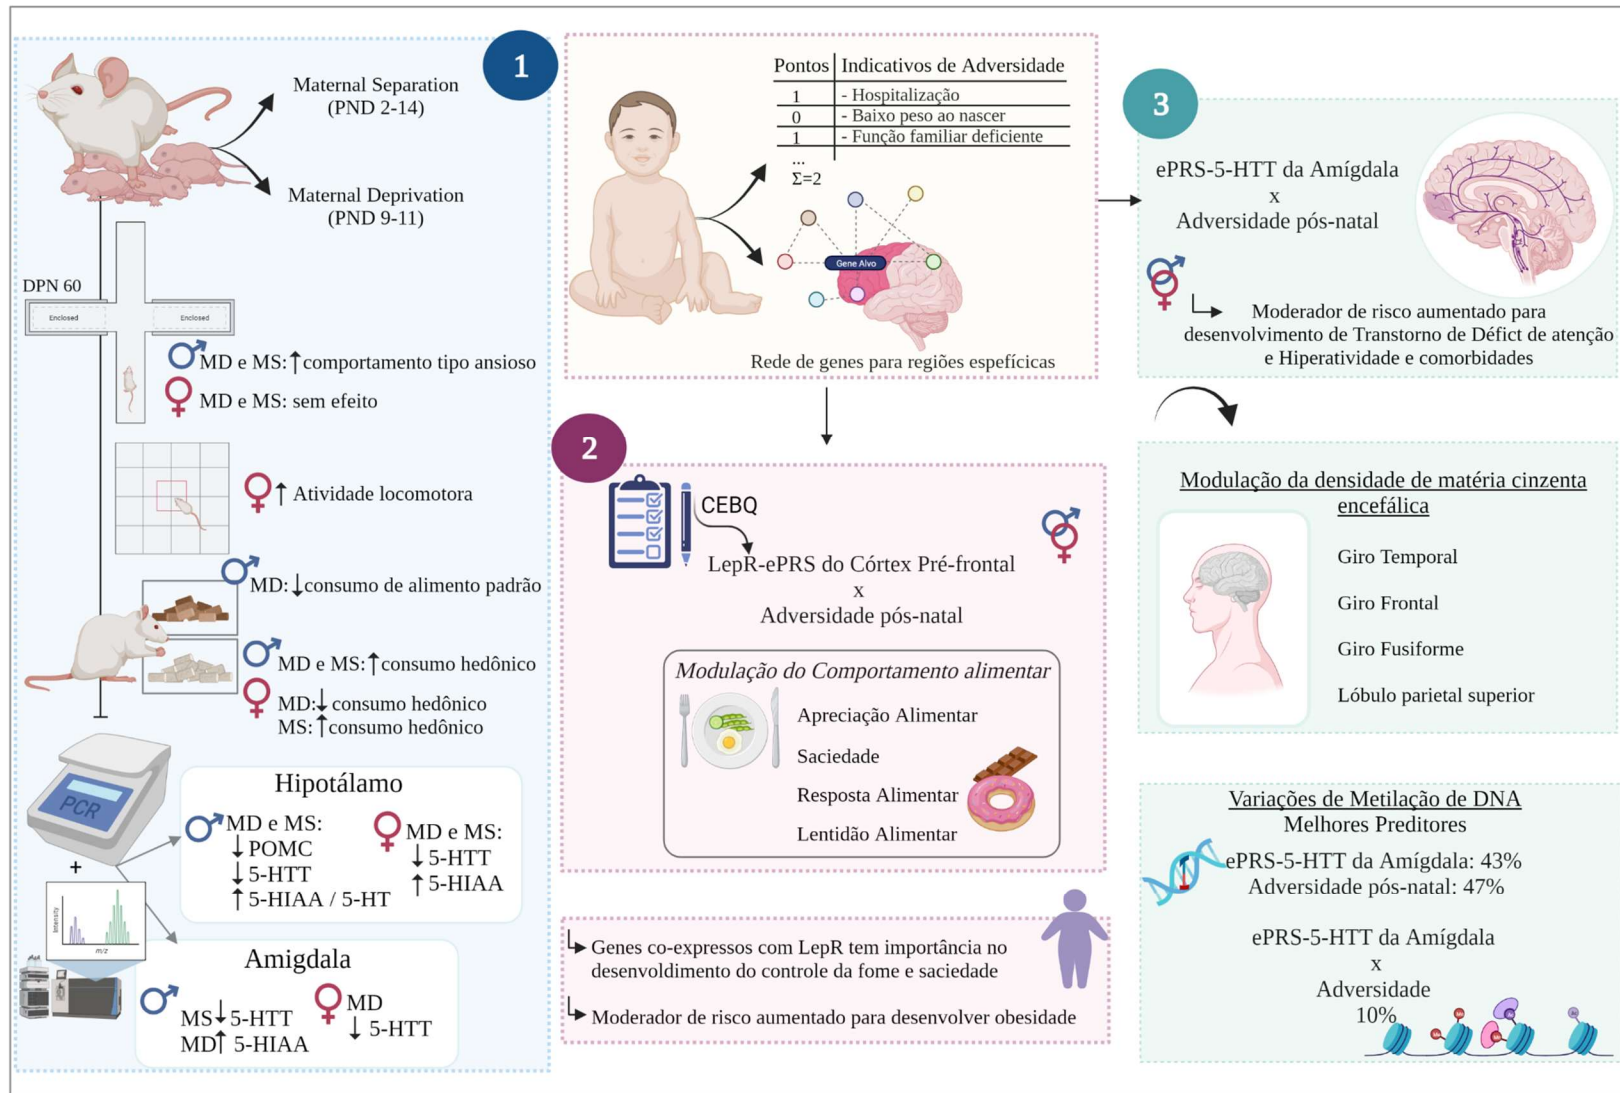 1
Maternal Separation
(PND 2-14)
Maternal Deprivation
(PND 9-11)
DPN 60
Enclosed
Enclosed
MD e MS:↑comportamento tipo ansioso
MD e MS: sem efeito
↑ Atividade locomotora
MD:↓consumo de alimento padrão
MD e MS:↑consumo hedônico
MD:↓consumo hedônico
MS:↑consumo hedônico
PCR
+
Intensity
m/z
Hipotálamo
♂ MD e MS:
↓POMC
↓5-HTT
↑5-HIAA / 5-HT
♀ MD e MS:
↓ 5-HTT
↑ 5-HIAA
Amigdala
♂
MS↓5-HTT
MD↑ 5-HIAA
♀ MD
↓ 5-HTT
Pontos
Indicativos de Adversidade
1 - Hospitalização
0 - Baixo peso ao nascer
1 - Função familiar deficiente
...
Σ=2
Gene Alvo
Rede de genes para regiões espefícicas
2
CEBQ
LepR-ePRS do Córtex Pré-frontal
x
Adversidade pós-natal
Modulação do Comportamento alimentar
Apreciação Alimentar
Saciedade
Resposta Alimentar
Lentidão Alimentar
Genes co-expressos com LepR tem importância no
desenvoldimento do controle da fome e saciedade
Moderador de risco aumentado para desenvolver obesidade
3
ePRS-5-HTT da Amígdala
x
Adversidade pós-natal
Moderador de risco aumentado para
desenvolvimento de Transtorno de Défict de atenção
e Hiperatividade e comorbidades
Modulação da densidade de matéria cinzenta
encefálica
Giro Temporal
Giro Frontal
Giro Fusiforme
Lóbulo parietal superior
Variações de Metilação de DNA
Melhores Preditores
ePRS-5-HTT da Amígdala: 43%
Adversidade pós-natal: 47%
ePRS-5-HTT da Amígdala
x
Adversidade
10%